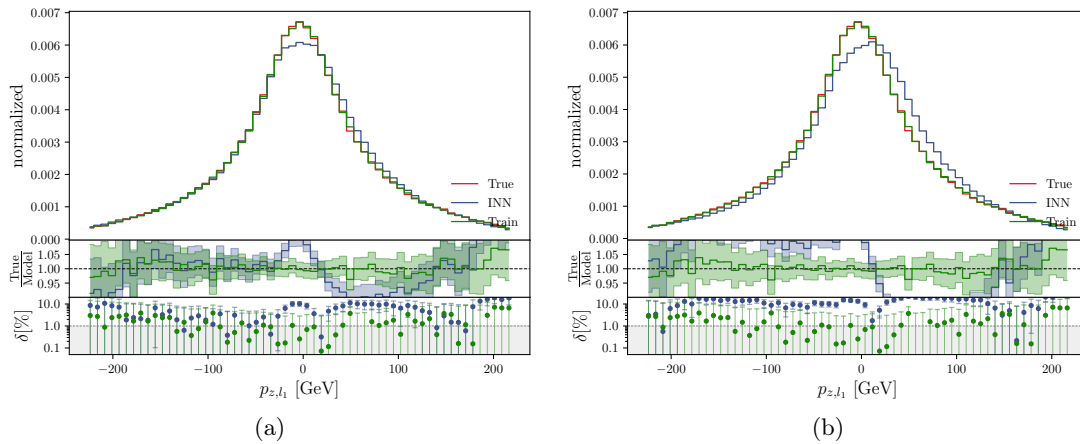 0.007
0.006
0.005
0.004
0.003
0.002
0.001
0.000
normalized
True
INN
Train
1.05
1.00
0.95
True
Model
10.0
1.0
0.1
δ[%]
−200
−100
0
100
200
p_{z,l_1} [GeV]
(a)
0.007
0.006
0.005
0.004
0.003
0.002
0.001
0.000
normalized
True
INN
Train
1.05
1.00
0.95
True
Model
10.0
1.0
0.1
δ[%]
−200
−100
0
100
200
p_{z,l_1} [GeV]
(b)